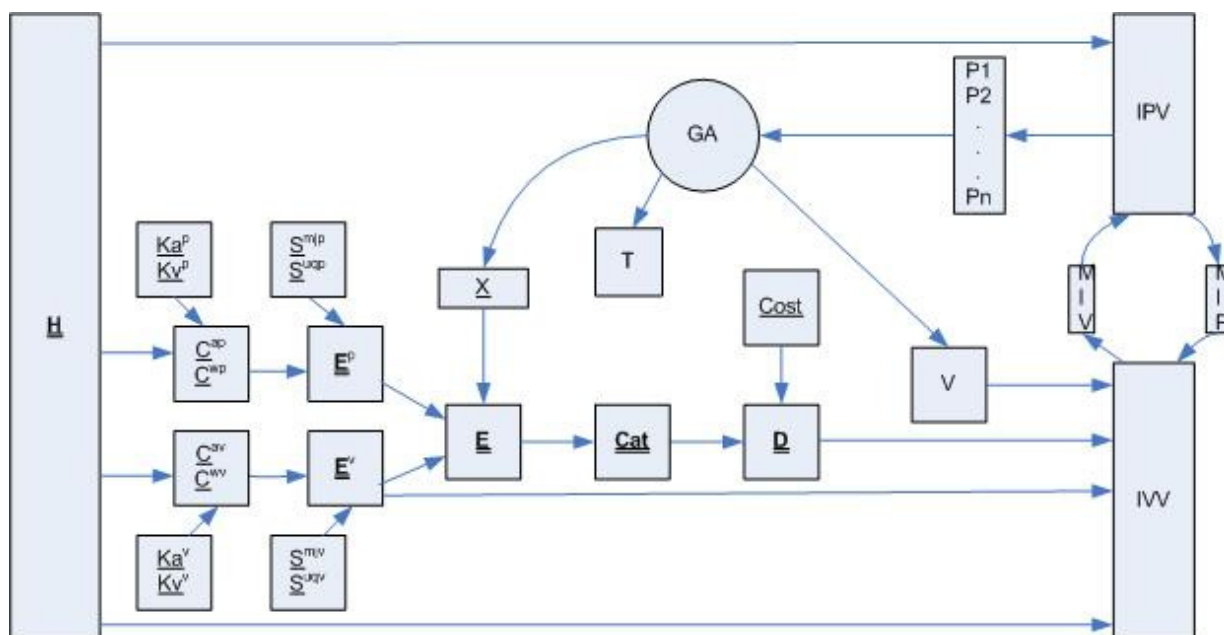 H
P1
P2
.
.
.
Pn
IPV
GA
Ka^p
Kv^p
S^mjp
S^uqp
T
X
Cost
M
I
V
M
I
P
C^ap
C^wp
E^p
V
C^av
C^wv
E^v
E
Cat
D
IVV
Ka^v
Kv^v
S^mjv
S^uqv